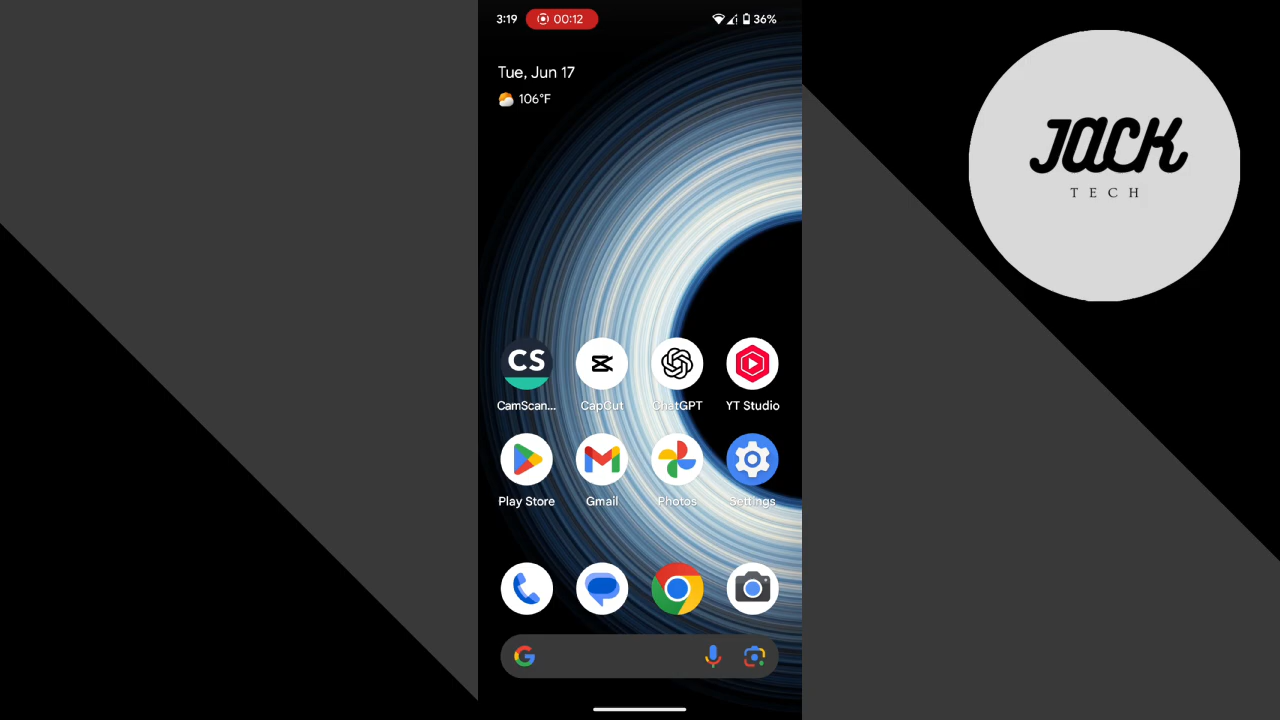 3:19 00:12 36%
Tue, Jun 17
106°F
JACK
TECH
CS
CamScan... CapCut ChatGPT YT Studio
Play Store Gmail Photos Settings